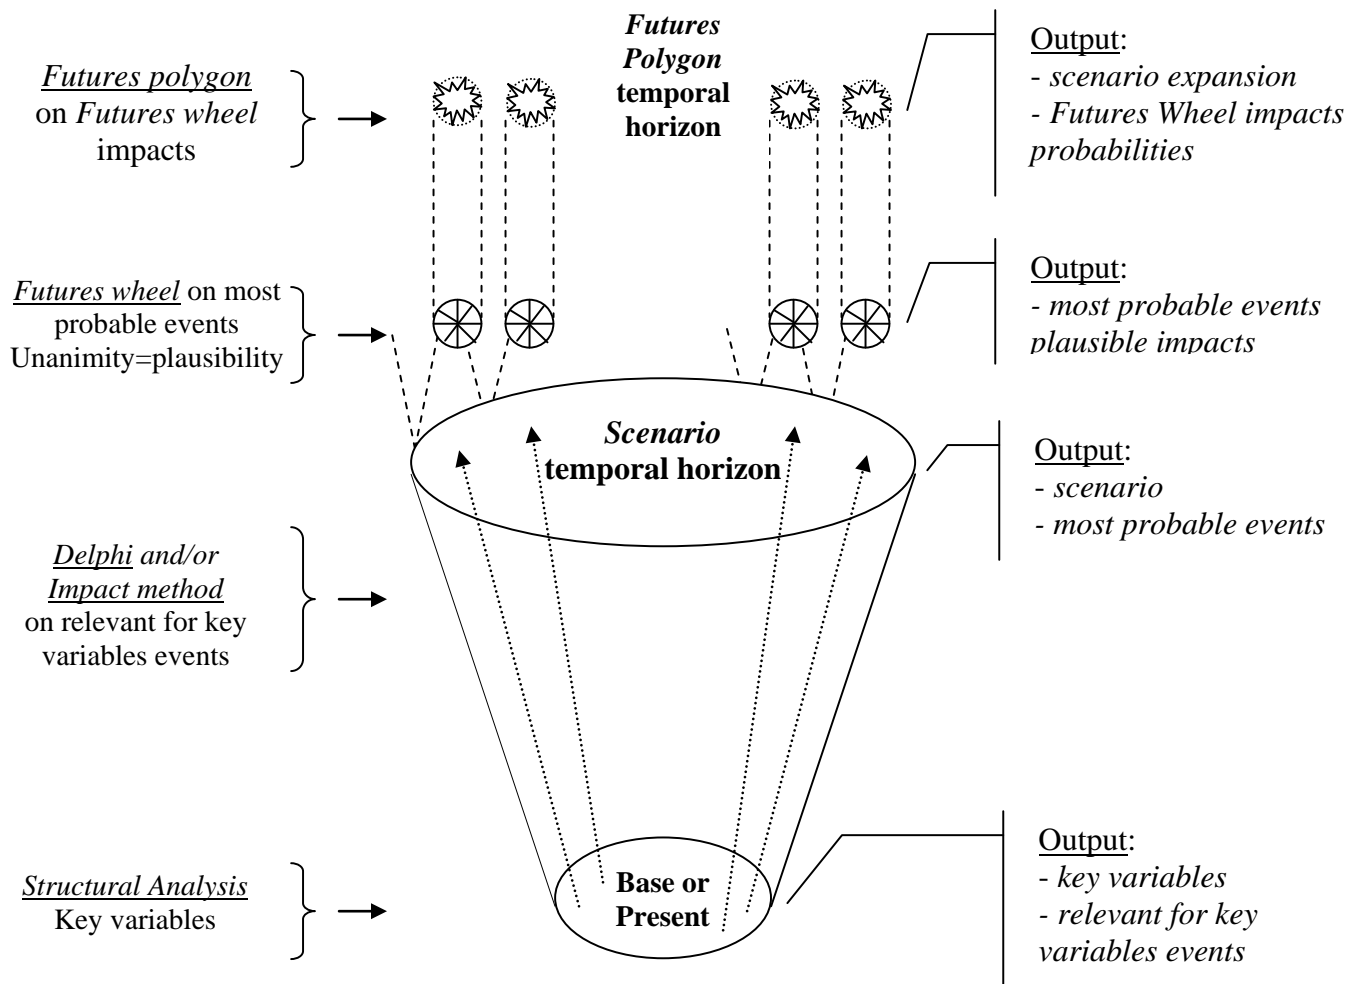 Futures polygon
on Futures wheel
impacts
Futures
Polygon
temporal
horizon
Output:
- scenario expansion
- Futures Wheel impacts
probabilities
Futures wheel on most
probable events
Unanimity=plausibility
Output:
- most probable events
plausible impacts
Scenario
temporal horizon
Output:
- scenario
- most probable events
Delphi and/or
Impact method
on relevant for key
variables events
Structural Analysis
Key variables
Base or
Present
Output:
- key variables
- relevant for key
variables events